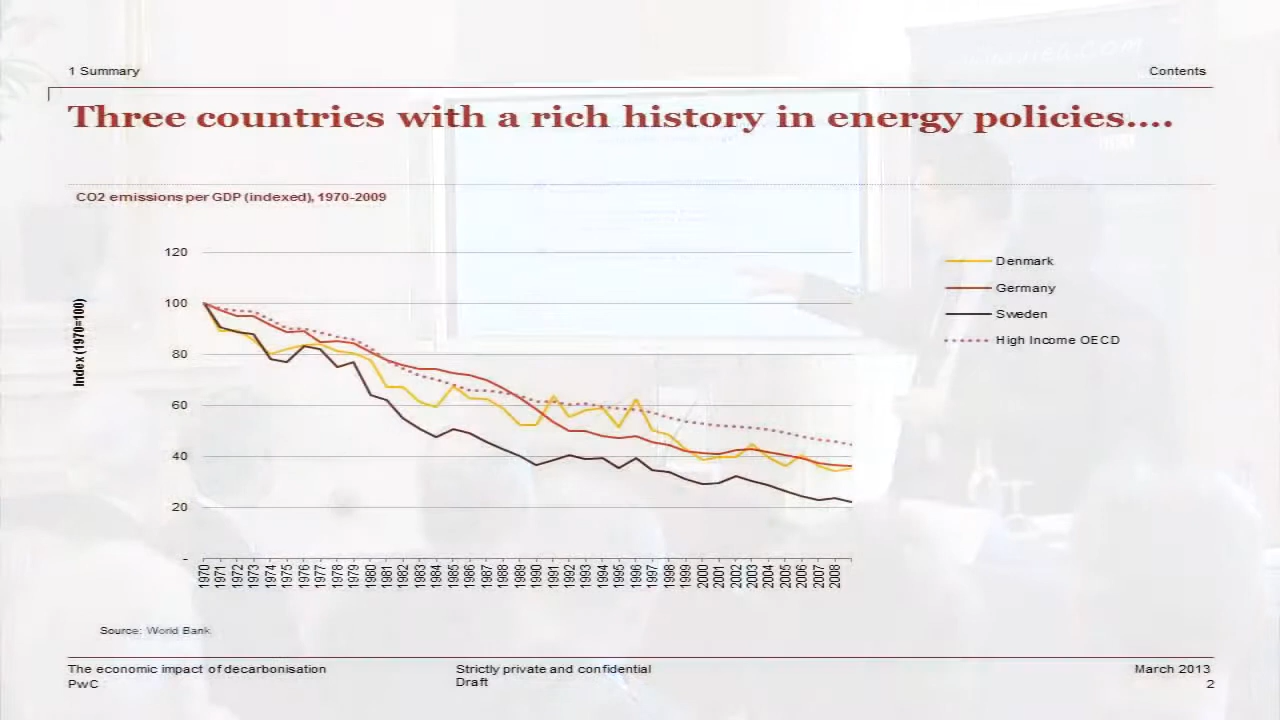 1 Summary
Contents
Three countries with a rich history in energy policies....
CO2 emissions per GDP (indexed), 1970-2009
Index (1970=100)
120
100
80
60
40
20
-
1970 1971 1972 1973 1974 1975 1976 1977 1978 1979 1980 1981 1982 1983 1984 1985 1986 1987 1988 1989 1990 1991 1992 1993 1994 1995 1996 1997 1998 1999 2000 2001 2002 2003 2004 2005 2006 2007 2008
Denmark
Germany
Sweden
High Income OECD
Source: World Bank
The economic impact of decarbonisation
PwC
Strictly private and confidential
Draft
March 2013
2